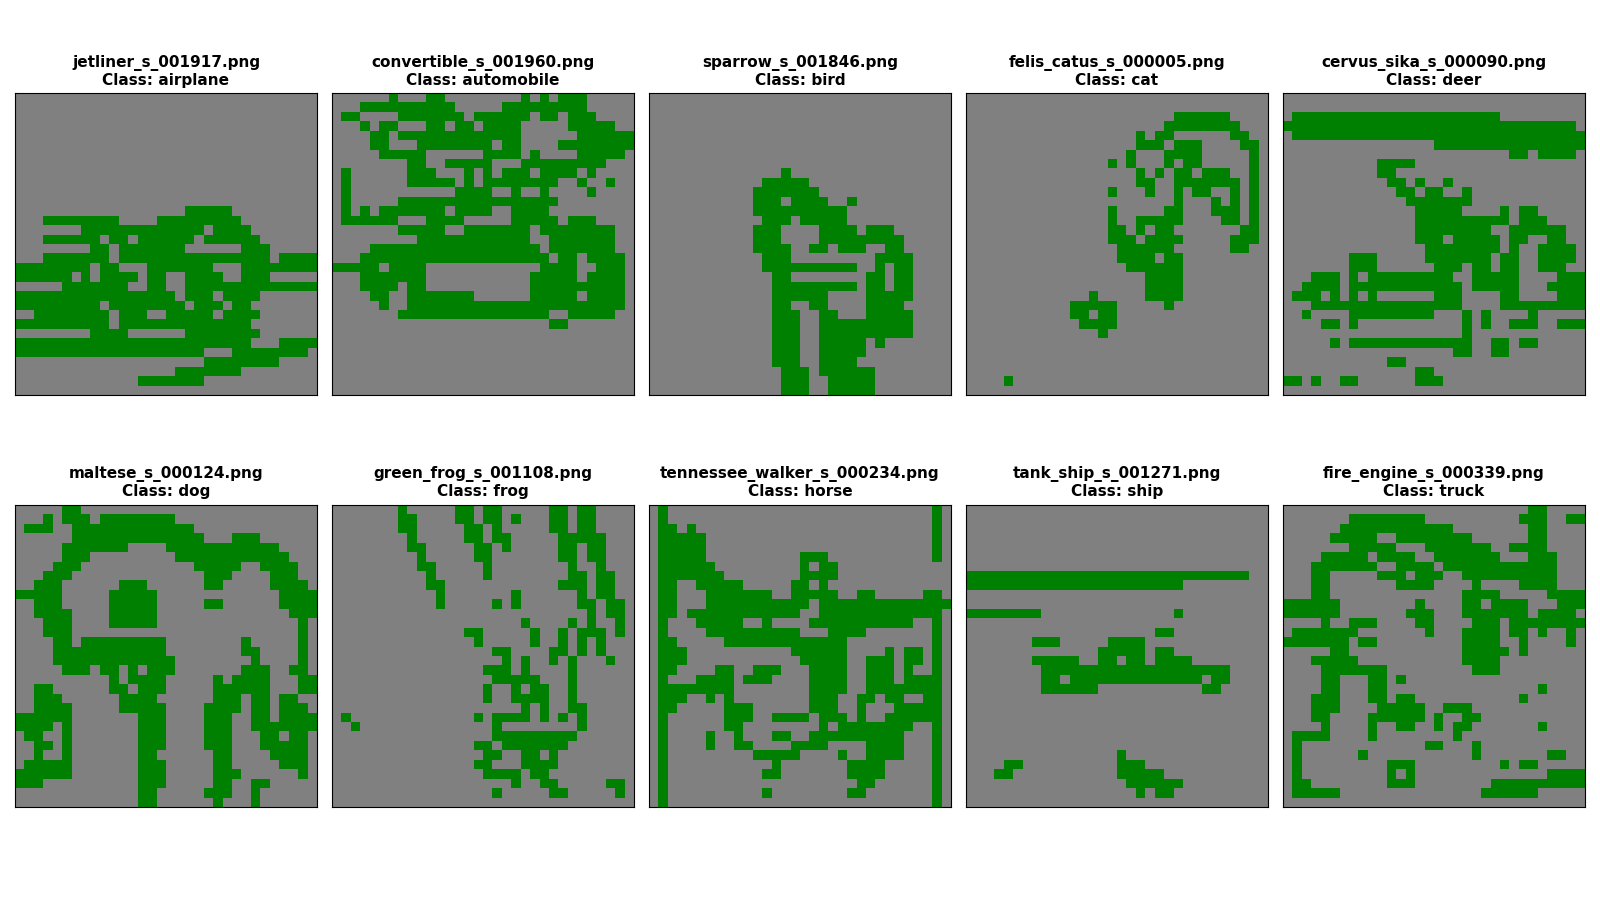 jetliner_s_001917.png
Class: airplane
convertible_s_001960.png
Class: automobile
sparrow_s_001846.png
Class: bird
felis_catus_s_000005.png
Class: cat
cervus_sika_s_000090.png
Class: deer
maltese_s_000124.png
Class: dog
green_frog_s_001108.png
Class: frog
tennessee_walker_s_000234.png
Class: horse
tank_ship_s_001271.png
Class: ship
fire_engine_s_000339.png
Class: truck